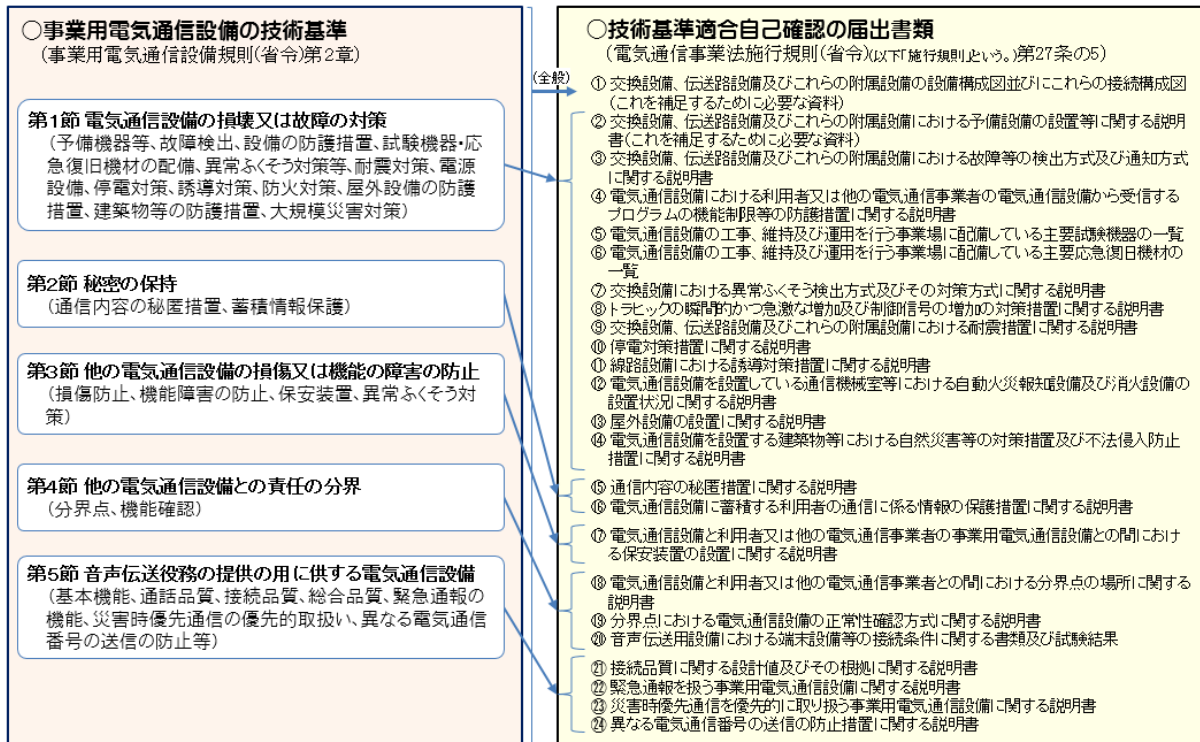 ○事業用電気通信設備の技術基準
(事業用電気通信設備規則(省令)第2章)
第1節 電気通信設備の損壊又は故障の対策
(予備機器等、故障検出、設備の防護措置、試験機器・応
急復旧機材の配備、異常ふくそう対策等、耐震対策、電源
設備、停電対策、誘導対策、防火対策、屋外設備の防護
措置、建築物等の防護措置、大規模災害対策)
第2節 秘密の保持
(通信内容の秘匿措置、蓄積情報保護)
第3節 他の電気通信設備の損傷又は機能の障害の防止
(損傷防止、機能障害の防止、保安装置、異常ふくそう対
策)
第4節 他の電気通信設備との責任の分界
(分界点、機能確認)
第5節 音声伝送役務の提供の用に供する電気通信設備
(基本機能、通話品質、接続品質、総合品質、緊急通報の
機能、災害時優先通信の優先的取扱い、異なる電気通信
番号の送信の防止等)
(全般)
○技術基準適合自己確認の届出書類
(電気通信事業法施行規則(省令)(以下「施行規則」という。)第27条の5)
① 交換設備、伝送路設備及びこれらの附属設備の設備構成図並びにこれらの接続構成図
(これを補足するために必要な資料)
② 交換設備、伝送路設備及びこれらの附属設備における予備設備の設置等に関する説明
書(これを補足するために必要な資料)
③ 交換設備、伝送路設備及びこれらの附属設備における故障等の検出方式及び通知方式
に関する説明書
④ 電気通信設備における利用者又は他の電気通信事業者の電気通信設備から受信する
プログラムの機能制限等の防護措置に関する説明書
⑤ 電気通信設備の工事、維持及び運用を行う事業場に配備している主要試験機器の一覧
⑥ 電気通信設備の工事、維持及び運用を行う事業場に配備している主要応急復旧機材の
一覧
⑦ 交換設備における異常ふくそう検出方式及びその対策方式に関する説明書
⑧ トラヒックの瞬間的かつ急激な増加及び制御信号の増加の対策措置に関する説明書
⑨ 交換設備、伝送路設備及びこれらの附属設備における耐震措置に関する説明書
⑩ 停電対策措置に関する説明書
⑪ 線路設備における誘導対策措置に関する説明書
⑫ 電気通信設備を設置している通信機械室等における自動火災報知設備及び消火設備の
設置状況に関する説明書
⑬ 屋外設備の設置に関する説明書
⑭ 電気通信設備を設置する建築物等における自然災害等の対策措置及び不法侵入防止
措置に関する説明書
⑮ 通信内容の秘匿措置に関する説明書
⑯ 電気通信設備に蓄積する利用者の通信に係る情報の保護措置に関する説明書
⑰ 電気通信設備と利用者又は他の電気通信事業者の事業用電気通信設備との間におけ
る保安装置の設置に関する説明書
⑱ 電気通信設備と利用者又は他の電気通信事業者との間における分界点の場所に関する
説明書
⑲ 分界点における電気通信設備の正常性確認方式に関する説明書
⑳ 音声伝送用設備における端末設備等の接続条件に関する書類及び試験結果
㉑ 接続品質に関する設計値及びその根拠に関する説明書
㉒ 緊急通報を扱う事業用電気通信設備に関する説明書
㉓ 災害時優先通信を優先的に取り扱う事業用電気通信設備に関する説明書
㉔ 異なる電気通信番号の送信の防止措置に関する説明書